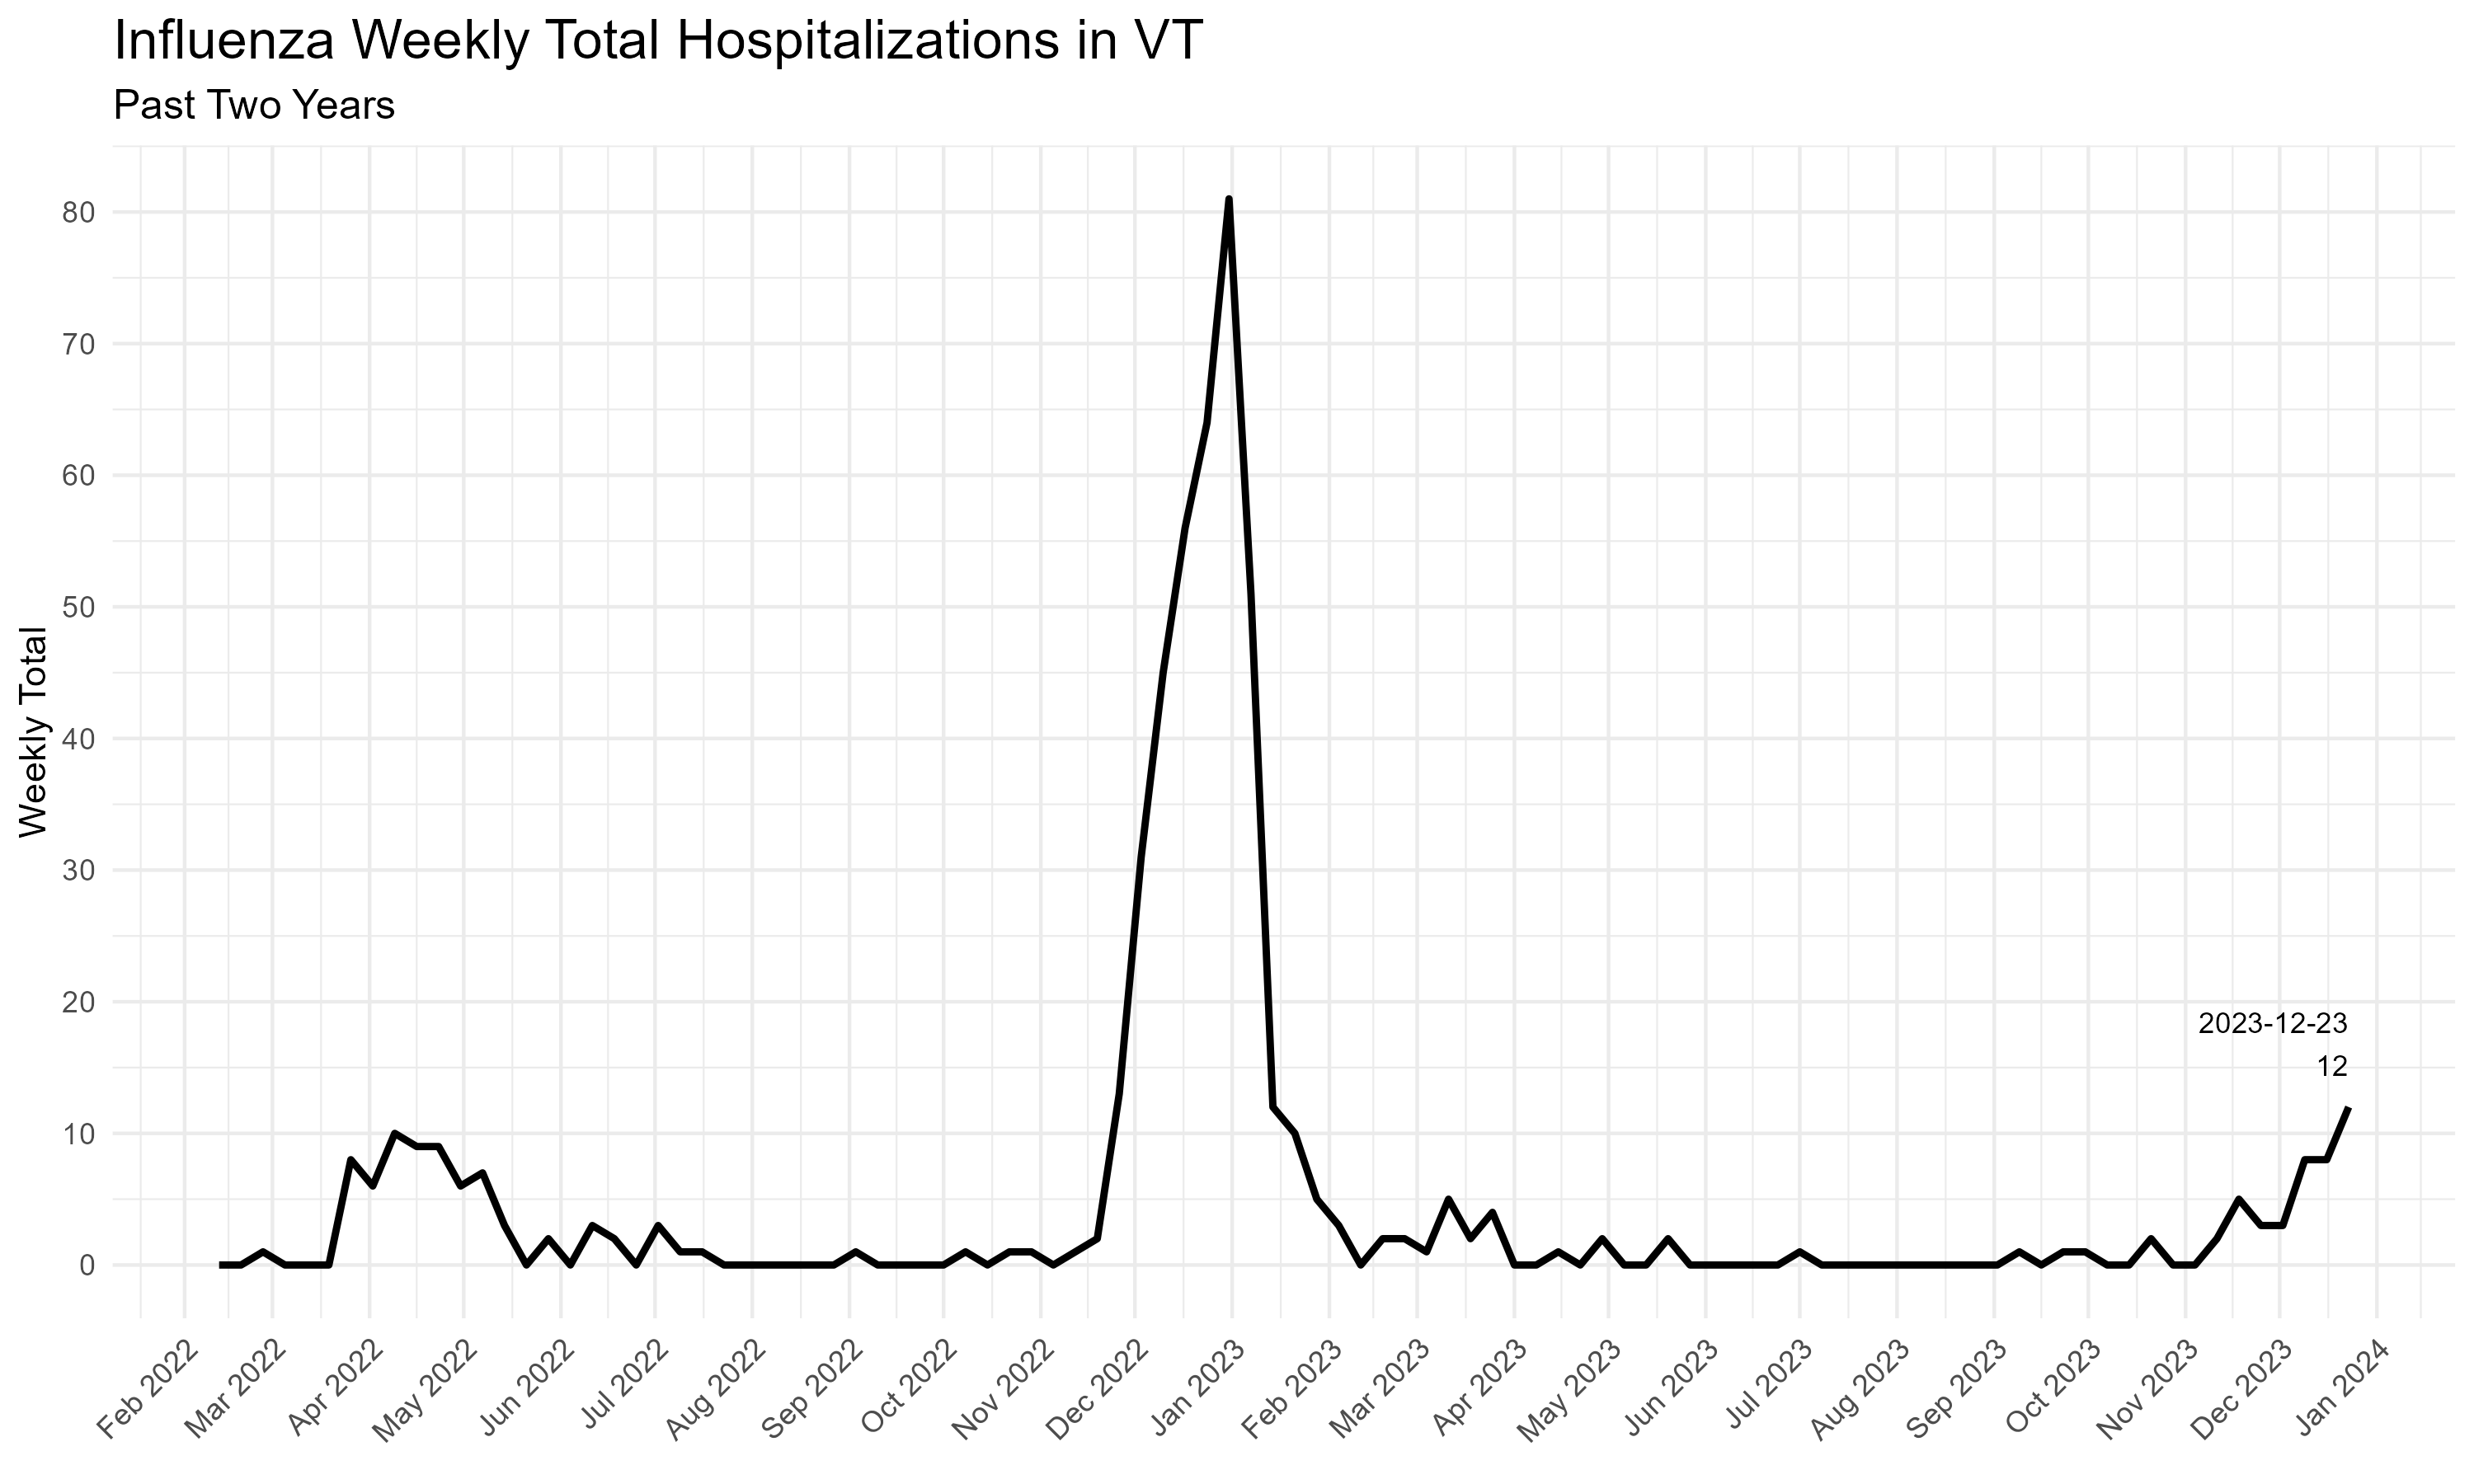 Influenza Weekly Total Hospitalizations in VT
Past Two Years
Weekly Total
80
70
60
50
40
30
20
10
0
2023-12-23
12
Feb 2022
Mar 2022
Apr 2022
May 2022
Jun 2022
Jul 2022
Aug 2022
Sep 2022
Oct 2022
Nov 2022
Dec 2022
Jan 2023
Feb 2023
Mar 2023
Apr 2023
May 2023
Jun 2023
Jul 2023
Aug 2023
Sep 2023
Oct 2023
Nov 2023
Dec 2023
Jan 2024